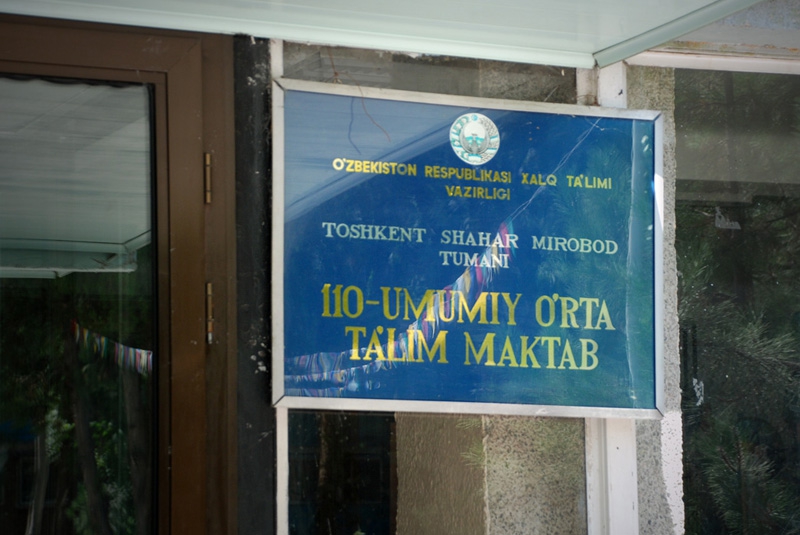 O'ZBEKISTON RESPUBLIKASI XALQ TA'LIMI
VAZIRLIGI
TOSHKENT SHAHAR MIROBOD
TUMANI
110-UMUMIY O'RTA
TA'LIM MAKTAB